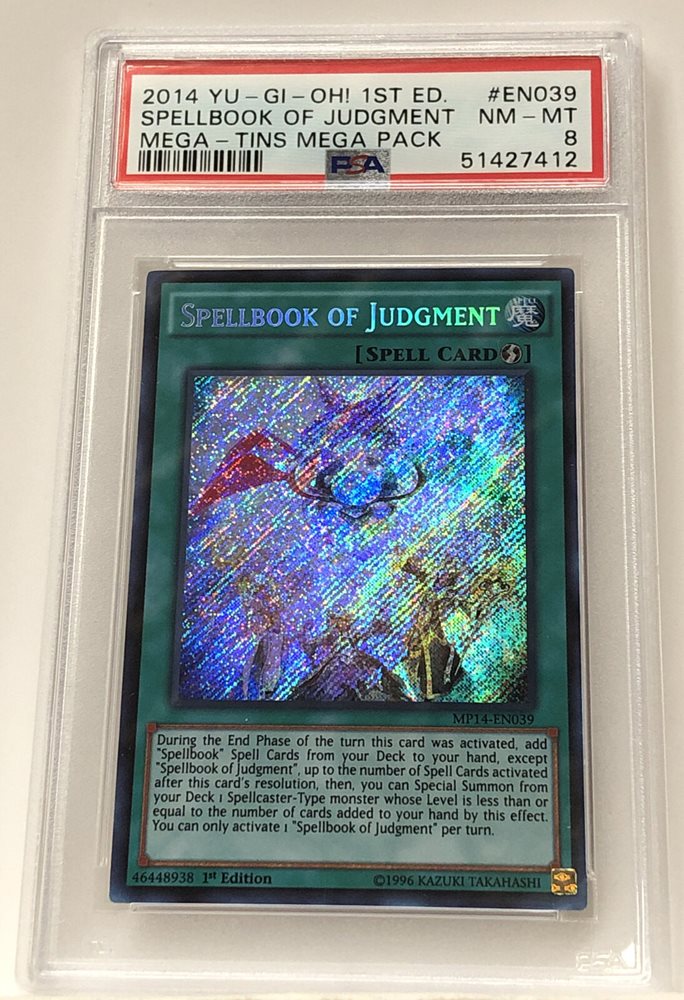 2014 YU-GI-OH! 1ST ED. #EN039
SPELLBOOK OF JUDGMENT NM-MT
MEGA-TINS MEGA PACK 8
PSA 51427412
SPELLBOOK OF JUDGMENT 魔
[SPELL CARD]
MP14-EN039
During the End Phase of the turn this card was activated, add
"Spellbook" Spell Cards from your Deck to your hand, except
"Spellbook of Judgment", up to the number of Spell Cards activated
after this card's resolution, then, you can Special Summon from
your Deck 1 Spellcaster-Type monster whose Level is less than or
equal to the number of cards added to your hand by this effect.
You can only activate 1 "Spellbook of Judgment" per turn.
46448938 1st Edition ©1996 KAZUKI TAKAHASHI
PSA